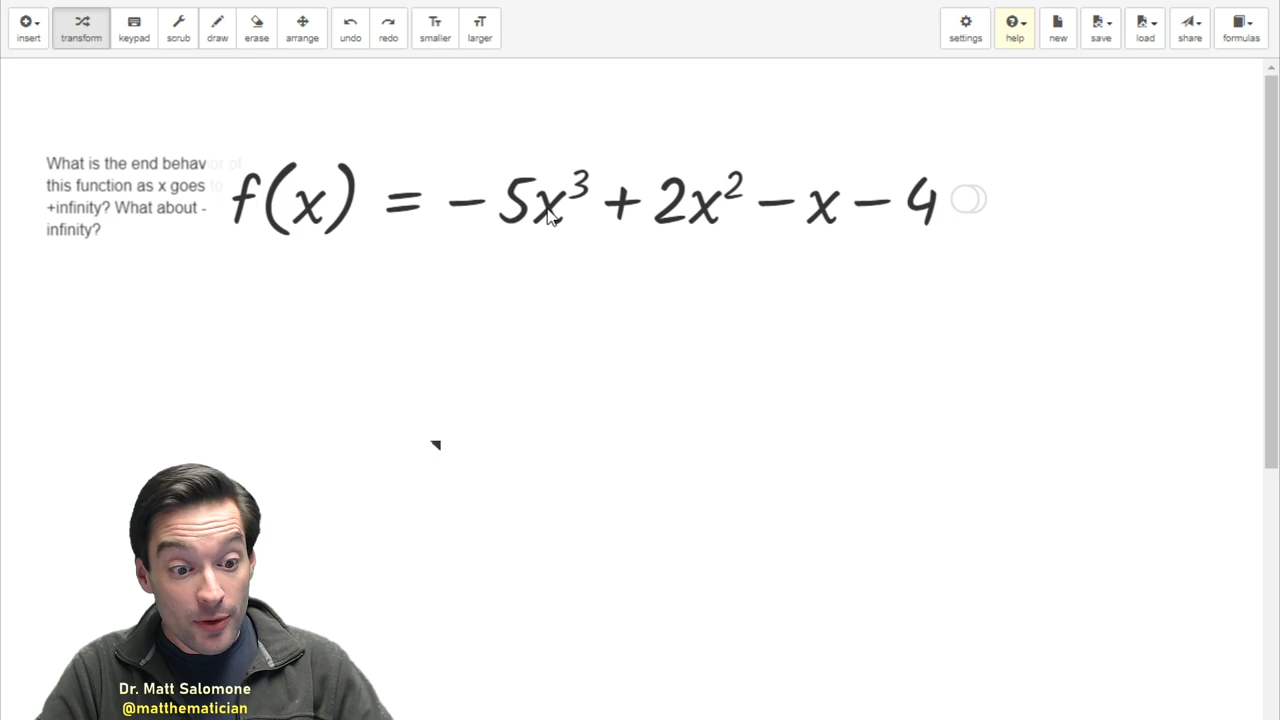 insert transform keypad scrub draw erase arrange undo redo smaller larger settings help new save load share formulas
What is the end behavior of
this function as x goes to
+infinity? What about -
infinity?
f(x) = −5x³ + 2x² − x − 4
Dr. Matt Salomone
@matthematician